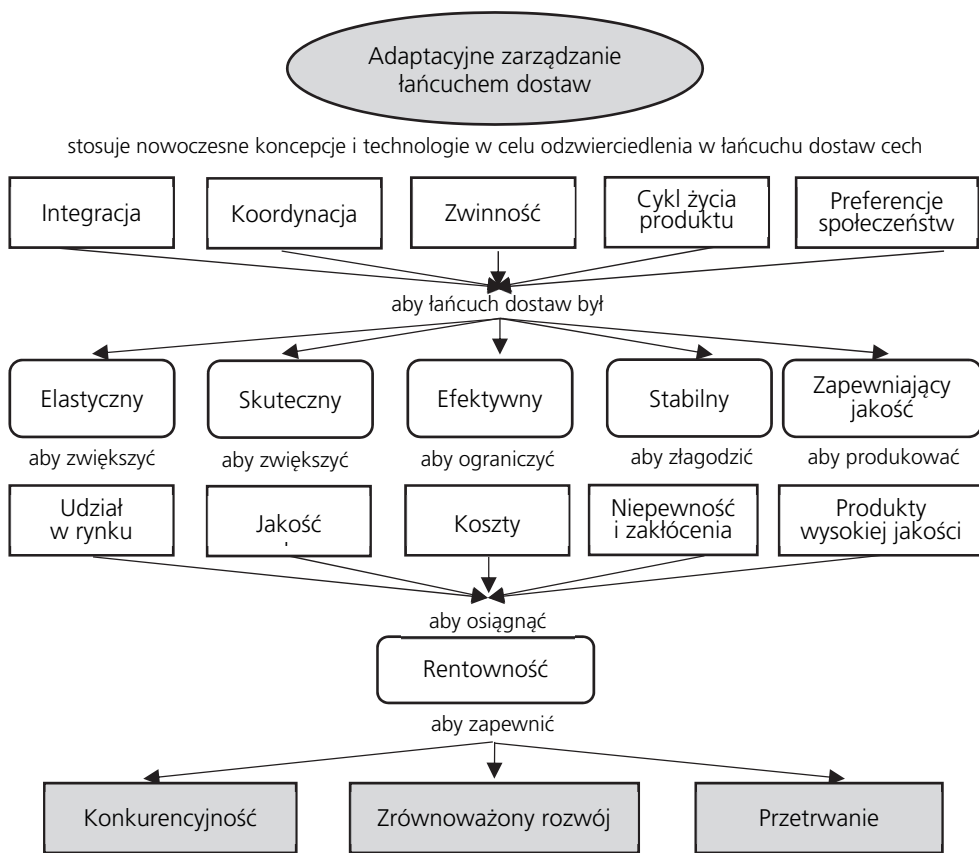 Adaptacyjne zarządzanie
łańcuchem dostaw
stosuje nowoczesne koncepcje i technologie w celu odzwierciedlenia w łańcuchu dostaw cech
Integracja
Koordynacja
Zwinność
Cykl życia
produktu
Preferencje
społeczeństw
aby łańcuch dostaw był
Elastyczny
Skuteczny
Efektywny
Stabilny
Zapewniający
jakość
aby zwiększyć
aby zwiększyć
aby ograniczyć
aby złagodzić
aby produkować
Udział
w rynku
Jakość
Koszty
Niepewność
i zakłócenia
Produkty
wysokiej jakości
aby osiągnąć
Rentowność
aby zapewnić
Konkurencyjność
Zrównoważony rozwój
Przetrwanie